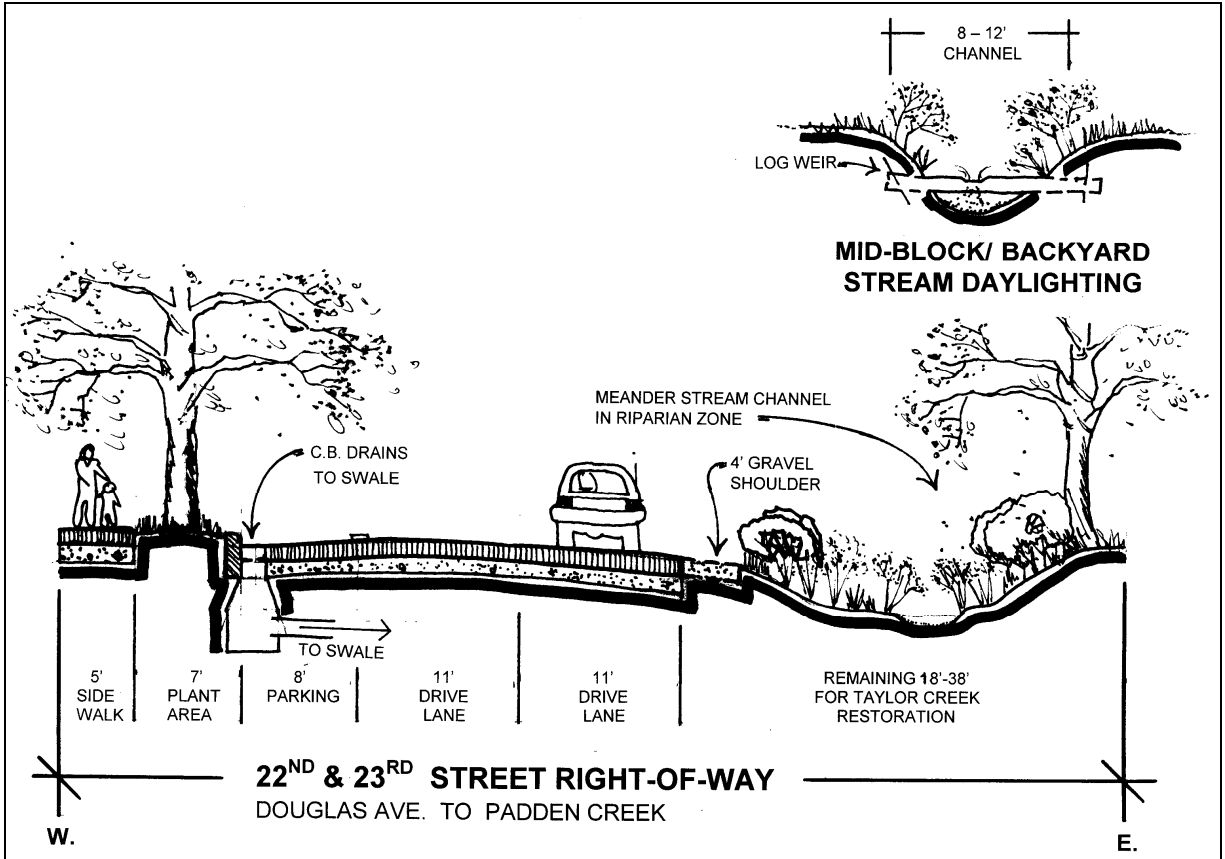 8 – 12'
CHANNEL
LOG WEIR
MID-BLOCK/ BACKYARD
STREAM DAYLIGHTING
MEANDER STREAM CHANNEL
IN RIPARIAN ZONE
C.B. DRAINS
TO SWALE
4' GRAVEL
SHOULDER
TO SWALE
5'
SIDE
WALK
7'
PLANT
AREA
8'
PARKING
11'
DRIVE
LANE
11'
DRIVE
LANE
REMAINING 18'-38'
FOR TAYLOR CREEK
RESTORATION
22ND & 23RD STREET RIGHT-OF-WAY
DOUGLAS AVE. TO PADDEN CREEK
W.
E.